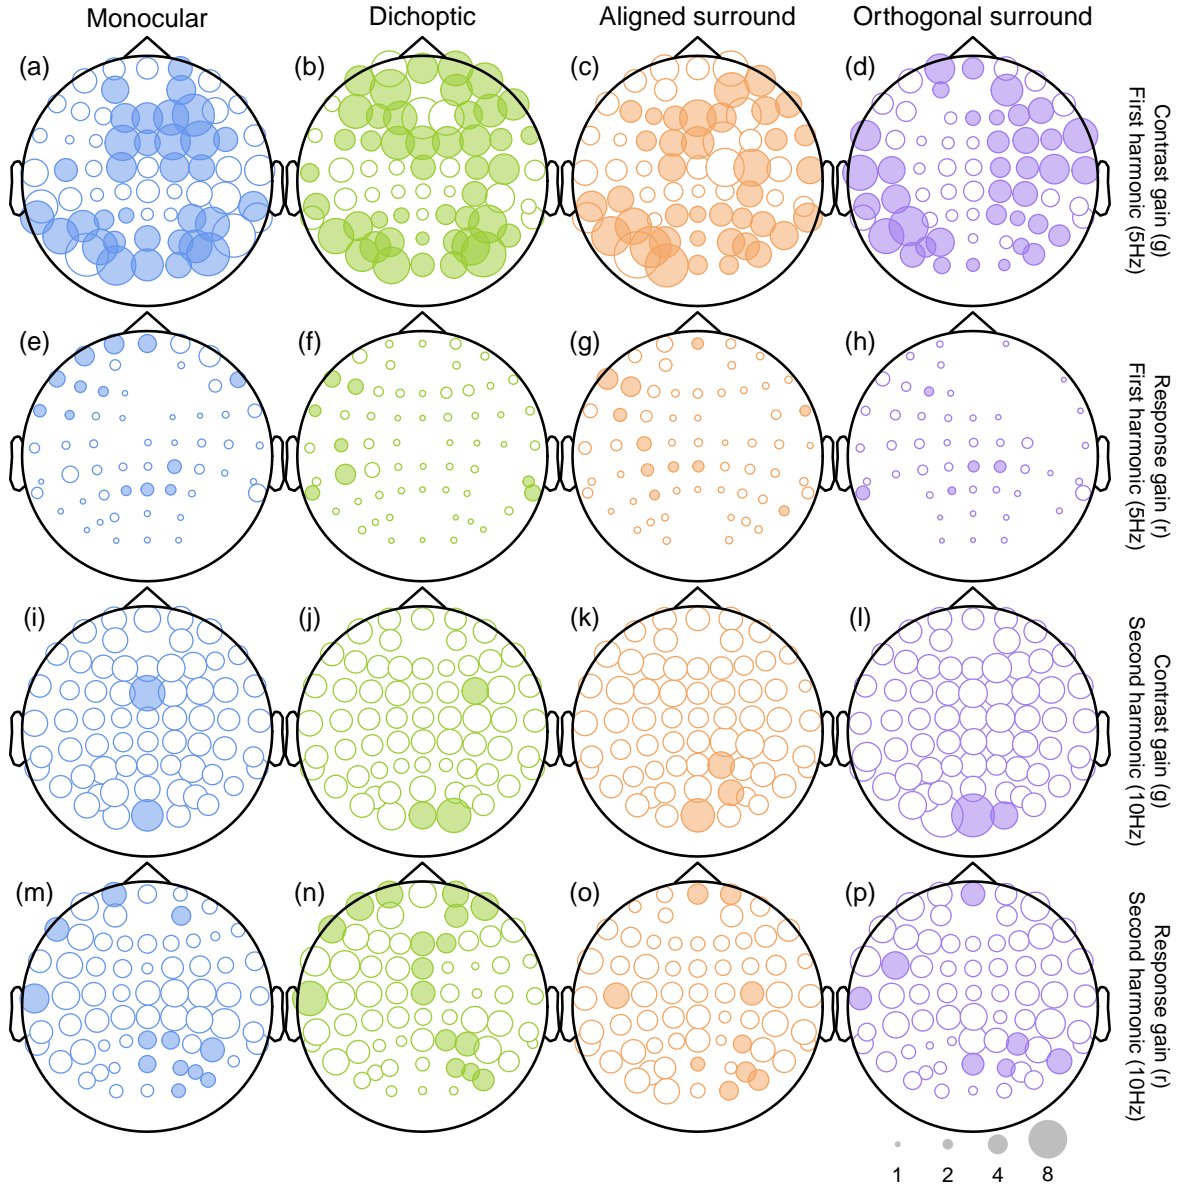 Monocular
Dichoptic
Aligned surround
Orthogonal surround
(a)
(b)
(c)
(d)
Contrast gain (g)
First harmonic (5Hz)
(e)
(f)
(g)
(h)
Response gain (r)
First harmonic (5Hz)
(i)
(j)
(k)
(l)
Contrast gain (g)
Second harmonic (10Hz)
(m)
(n)
(o)
(p)
Response gain (r)
Second harmonic (10Hz)
1
2
4
8